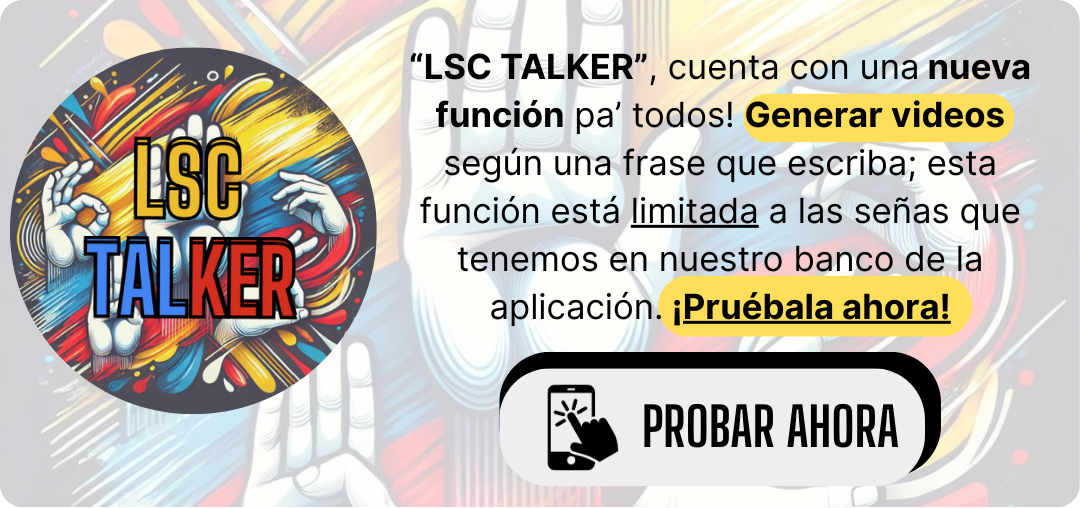 LSC
TALKER
“LSC TALKER”, cuenta con una nueva
función pa’ todos! Generar videos
según una frase que escriba; esta
función está limitada a las señas que
tenemos en nuestro banco de la
aplicación. ¡Pruébala ahora!
PROBAR AHORA